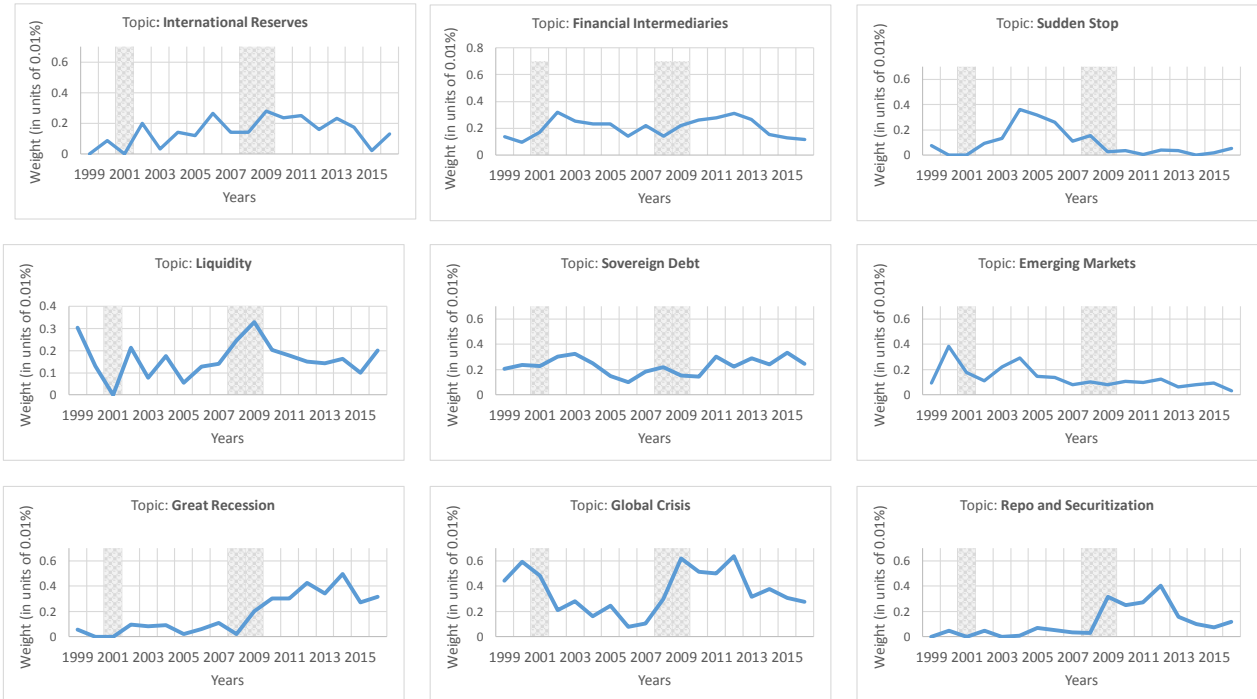 Topic: International Reserves
Weight (in units of 0.01%)
0.6
0.4
0.2
0
1999 2001 2003 2005 2007 2009 2011 2013 2015
Years
Topic: Financial Intermediaries
Weight (in units of 0.01%)
0.8
0.6
0.4
0.2
0
1999 2001 2003 2005 2007 2009 2011 2013 2015
Years
Topic: Sudden Stop
Weight (in units of 0.01%)
0.6
0.4
0.2
0
1999 2001 2003 2005 2007 2009 2011 2013 2015
Years
Topic: Liquidity
Weight (in units of 0.01%)
0.4
0.3
0.2
0.1
0
1999 2001 2003 2005 2007 2009 2011 2013 2015
Years
Topic: Sovereign Debt
Weight (in units of 0.01%)
0.6
0.4
0.2
0
1999 2001 2003 2005 2007 2009 2011 2013 2015
Years
Topic: Emerging Markets
Weight (in units of 0.01%)
0.6
0.4
0.2
0
1999 2001 2003 2005 2007 2009 2011 2013 2015
Years
Topic: Great Recession
Weight (in units of 0.01%)
0.6
0.4
0.2
0
1999 2001 2003 2005 2007 2009 2011 2013 2015
Years
Topic: Global Crisis
Weight (in units of 0.01%)
0.6
0.4
0.2
0
1999 2001 2003 2005 2007 2009 2011 2013 2015
Years
Topic: Repo and Securitization
Weight (in units of 0.01%)
0.6
0.4
0.2
0
1999 2001 2003 2005 2007 2009 2011 2013 2015
Years